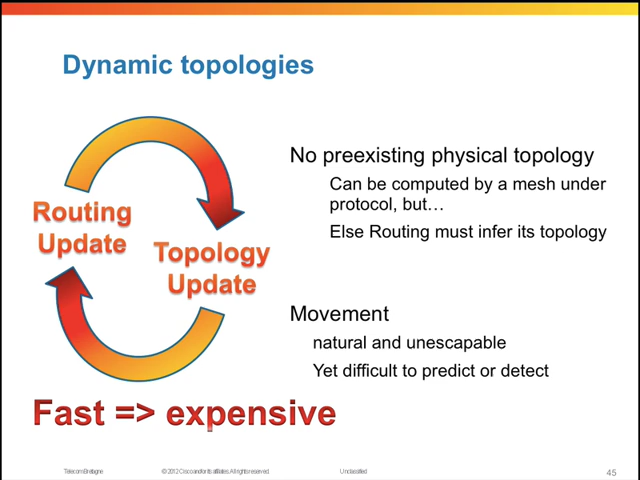 Dynamic topologies
Routing
Update
Topology
Update
Fast => expensive
No preexisting physical topology
Can be computed by a mesh under
protocol, but…
Else Routing must infer its topology
Movement
natural and unescapable
Yet difficult to predict or detect
Telecom Bretagne
© 2012 Cisco and/or its affiliates. All rights reserved.
Unclassified
45